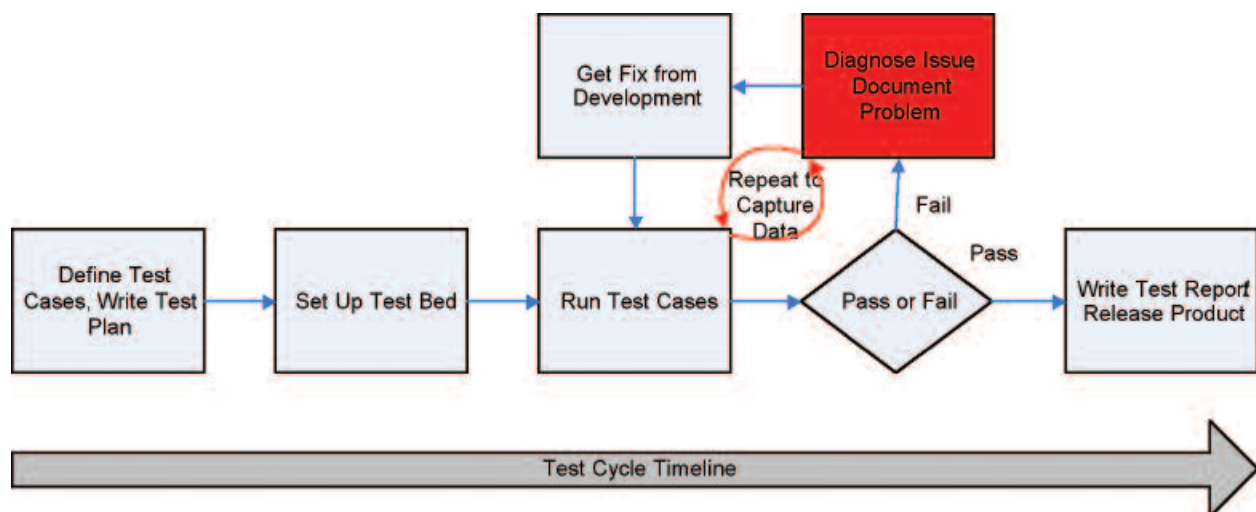 Get Fix from
Development
Diagnose Issue,
Document
Problem
Repeat to
Capture
Data
Fail
Pass
Define Test
Cases, Write Test
Plan
Set Up Test Bed
Run Test Cases
Pass or Fail
Write Test Report/
Release Product
Test Cycle Timeline